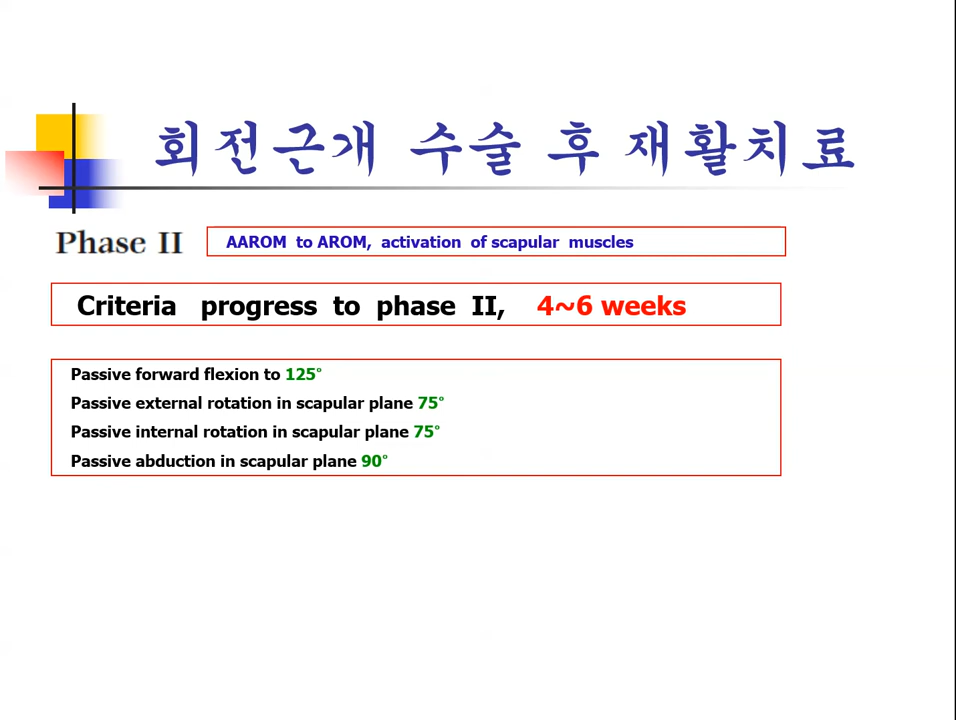 회전근개 수술 후 재활치료
Phase II
AAROM to AROM, activation of scapular muscles
Criteria progress to phase II, 4~6 weeks
Passive forward flexion to 125°
Passive external rotation in scapular plane 75°
Passive internal rotation in scapular plane 75°
Passive abduction in scapular plane 90°